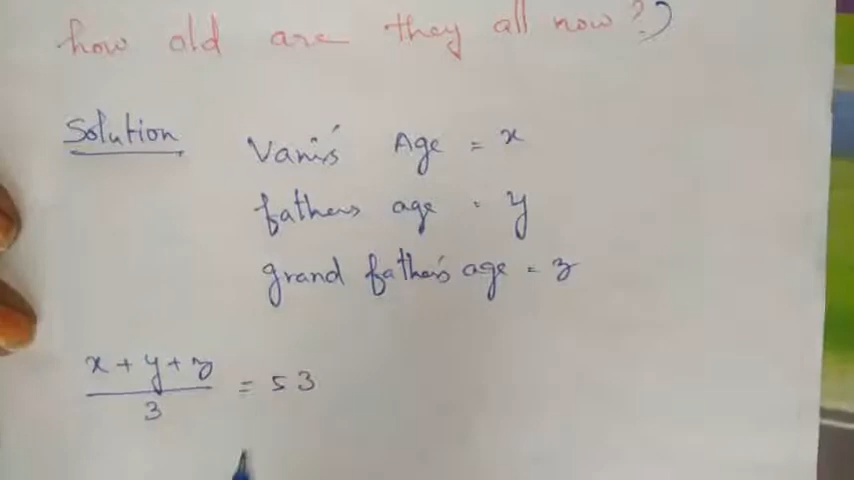 how old are they all now?)
Solution
Vani's Age = x
fathers age = y
grand father's age = z
x + y + z
3
= 53